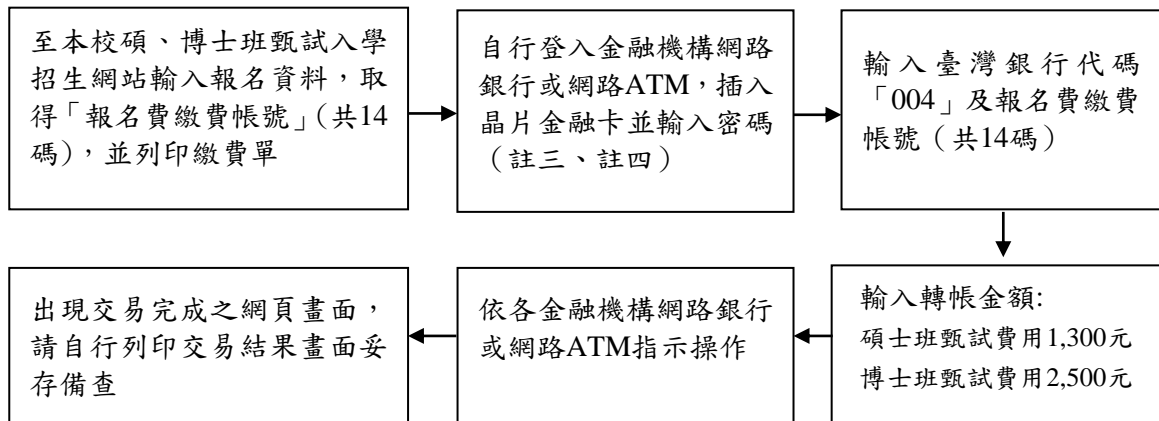 至本校碩、博士班甄試入學
招生網站輸入報名資料，取
得「報名費繳費帳號」（共14
碼），並列印繳費單
自行登入金融機構網路
銀行或網路ATM，插入
晶片金融卡並輸入密碼
（註三、註四）
輸入臺灣銀行代碼
「004」及報名費繳費
帳號（共14碼）
輸入轉帳金額:
碩士班甄試費用1,300元
博士班甄試費用2,500元
依各金融機構網路銀行
或網路ATM指示操作
出現交易完成之網頁畫面，
請自行列印交易結果畫面妥
存備查